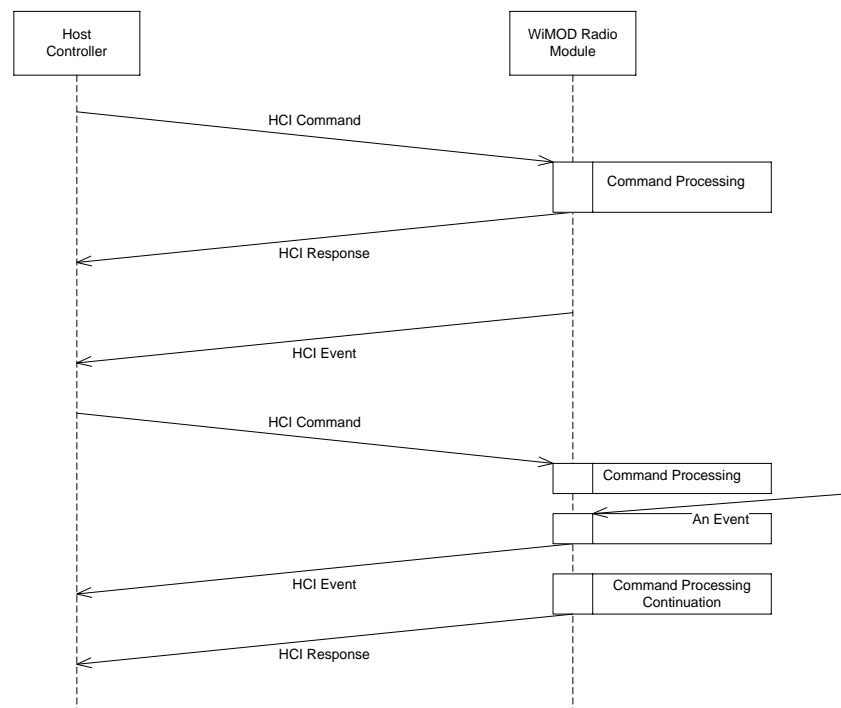 Host
Controller
WiMOD Radio
Module
HCI Command
Command Processing
HCI Response
HCI Event
HCI Command
Command Processing
An Event
HCI Event
Command Processing
Continuation
HCI Response